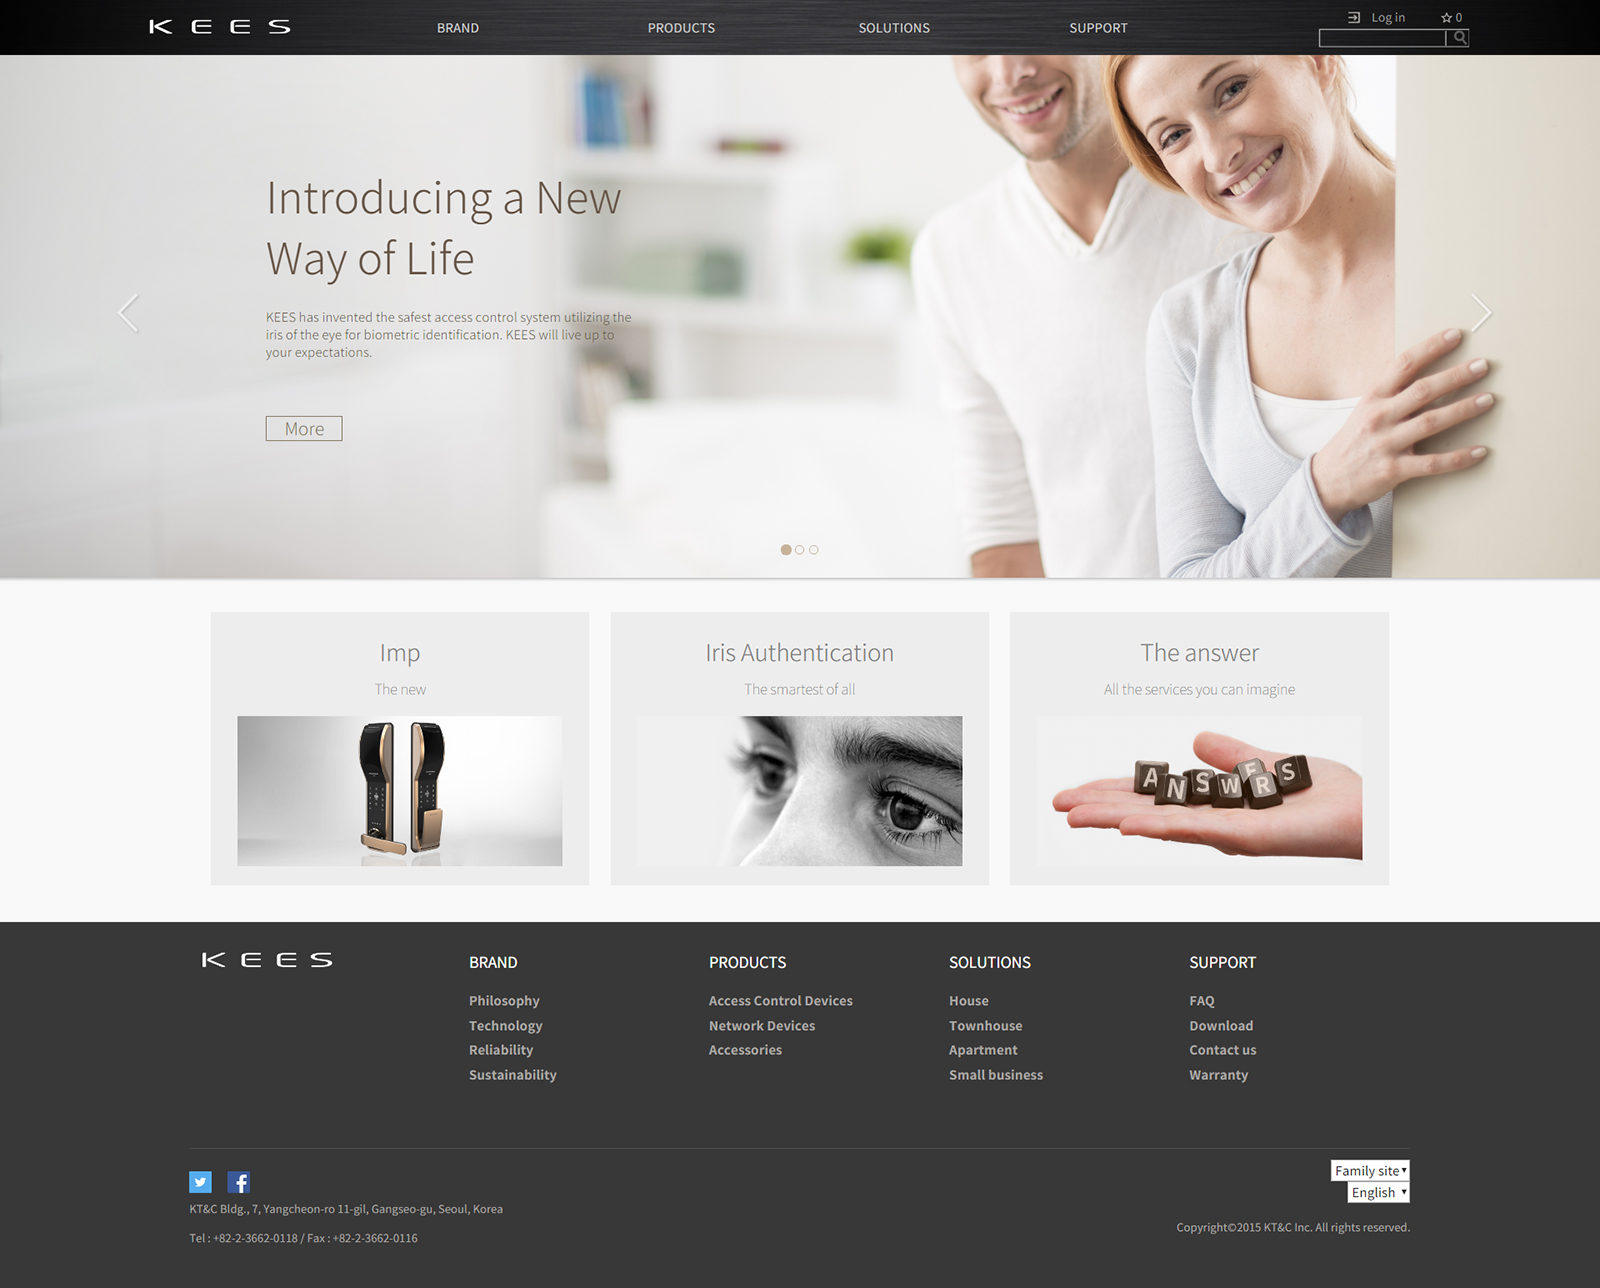 KEES
BRAND
PRODUCTS
SOLUTIONS
SUPPORT
Log in
0
Introducing a New
Way of Life
KEES has invented the safest access control system utilizing the
iris of the eye for biometric identification. KEES will live up to
your expectations.
More
Imp
The new
Iris Authentication
The smartest of all
The answer
All the services you can imagine
ANSWERS
KEES
BRAND
Philosophy
Technology
Reliability
Sustainability
PRODUCTS
Access Control Devices
Network Devices
Accessories
SOLUTIONS
House
Townhouse
Apartment
Small business
SUPPORT
FAQ
Download
Contact us
Warranty
KT&C Bldg., 7, Yangcheon-ro 11-gil, Gangseo-gu, Seoul, Korea
Tel : +82-2-3662-0118 / Fax : +82-2-3662-0116
Family site
English
Copyright©2015 KT&C Inc. All rights reserved.